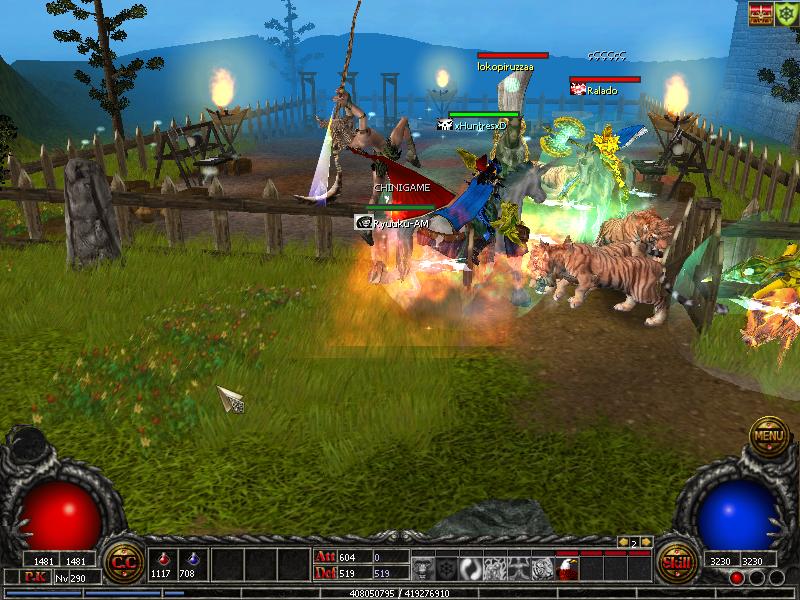 lokopiruzzaa
Ralado
xHuntresxD
CHINIGAME
Ryuuku-AM
MENU
1481 1481
P.K Nv 290
C.C
1117 708
Att 604 0
Def 519 519
2
Skill
3230 3230
408050795 / 419276910